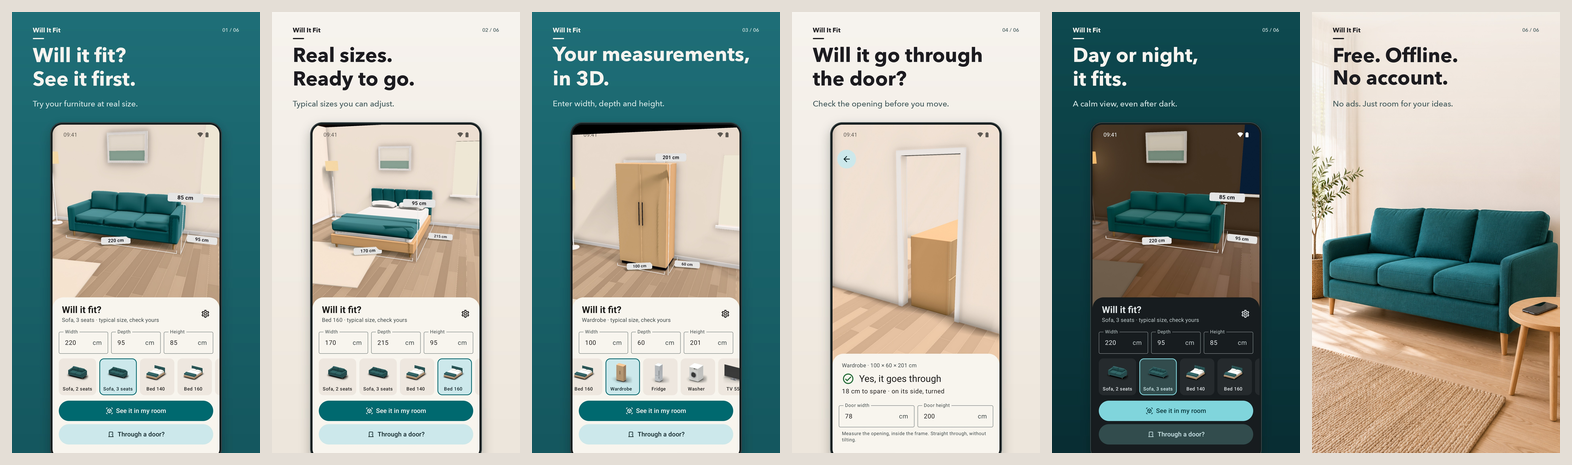 Will It Fit
01 / 06
Will it fit?
See it first.
Try your furniture at real size.
09:41
85 cm
220 cm
95 cm
Will it fit?
Sofa, 3 seats · typical size, check yours
Width
Depth
Height
220 cm
95 cm
85 cm
Sofa, 2 seats
Sofa, 3 seats
Bed 140
Bed 160
See it in my room
Through a door?
Will It Fit
02 / 06
Real sizes.
Ready to go.
Typical sizes you can adjust.
09:41
95 cm
215 cm
170 cm
Will it fit?
Bed 160 · typical size, check yours
Width
Depth
Height
170 cm
215 cm
95 cm
Sofa, 2 seats
Sofa, 3 seats
Bed 140
Bed 160
See it in my room
Through a door?
Will It Fit
03 / 06
Your measurements,
in 3D.
Enter width, depth and height.
09:41
201 cm
100 cm
60 cm
Will it fit?
Wardrobe · typical size, check yours
Width
Depth
Height
100 cm
60 cm
201 cm
Bed 160
Wardrobe
Fridge
Washer
TV 55
See it in my room
Through a door?
Will It Fit
04 / 06
Will it go through
the door?
Check the opening before you move.
09:41
Wardrobe · 100 × 60 × 201 cm
Yes, it goes through
18 cm to spare · on its side, turned
Door width
Door height
78 cm
200 cm
Measure the opening, inside the frame. Straight through, without
tilting.
Will It Fit
05 / 06
Day or night,
it fits.
A calm view, even after dark.
09:41
85 cm
220 cm
95 cm
Will it fit?
Sofa, 3 seats · typical size, check yours
Width
Depth
Height
220 cm
95 cm
85 cm
Sofa, 2 seats
Sofa, 3 seats
Bed 140
Bed 160
See it in my room
Through a door?
Will It Fit
06 / 06
Free. Offline.
No account.
No ads. Just room for your ideas.